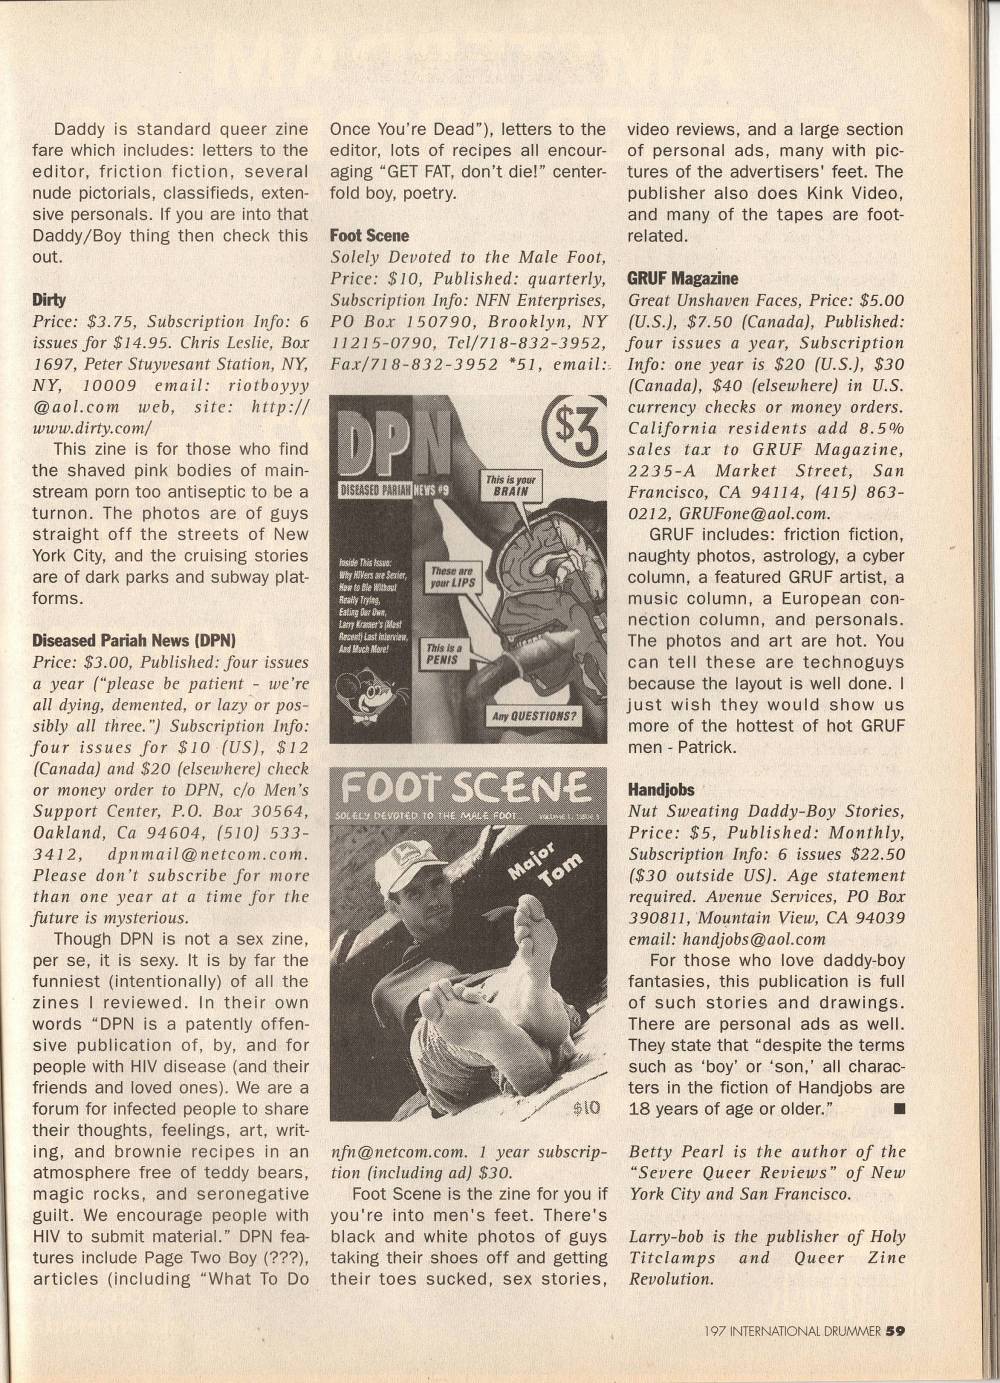 Daddy is standard queer zine
fare which includes: letters to the
editor, friction fiction, several
nude pictorials, classifieds, exten-
sive personals. If you are into that
Daddy/Boy thing then check this
out.
Dirty
Price: $3.75, Subscription Info: 6
issues for $14.95. Chris Leslie, Box
1697, Peter Stuyvesant Station, NY,
NY, 10009 email: riotboyyy
@aol.com web, site: http://
www.dirty.com/
This zine is for those who find
the shaved pink bodies of main-
stream porn too antiseptic to be a
turnon. The photos are of guys
straight off the streets of New
York City, and the cruising stories
are of dark parks and subway plat-
forms.
Diseased Pariah News (DPN)
Price: $3.00, Published: four issues
a year ("please be patient - we're
all dying, demented, or lazy or pos-
sibly all three.") Subscription Info:
four issues for $10 (US), $12
(Canada) and $20 (elsewhere) check
or money order to DPN, c/o Men's
Support Center, P.O. Box 30564,
Oakland, Ca 94604, (510) 533-
3412, dpnmail@netcom.com.
Please don't subscribe for more
than one year at a time for the
future is mysterious.
Though DPN is not a sex zine,
per se, it is sexy. It is by far the
funniest (intentionally) of all the
zines I reviewed. In their own
words "DPN is a patently offen-
sive publication of, by, and for
people with HIV disease (and their
friends and loved ones). We are a
forum for infected people to share
their thoughts, feelings, art, writ-
ing, and brownie recipes in an
atmosphere free of teddy bears,
magic rocks, and seronegative
guilt. We encourage people with
HIV to submit material." DPN fea-
tures include Page Two Boy (???),
articles (including "What To Do
Once You're Dead"), letters to the
editor, lots of recipes all encour-
aging "GET FAT, don't die!" center-
fold boy, poetry.
Foot Scene
Solely Devoted to the Male Foot,
Price: $10, Published: quarterly,
Subscription Info: NFN Enterprises,
PO Box 150790, Brooklyn, NY
11215-0790, Tel/718-832-3952,
Fax/718-832-3952 *51, email:
DPN
$3
DISEASED PARIAH NEWS #9
This is your
BRAIN
Inside This Issue:
Why HIVers are Sexier,
How to Die Without
Really Trying,
Eating Our Own,
Larry Kramer's (Most
Recent) Last Interview,
And Much More!
These are
your LIPS
This is a
PENIS
Any QUESTIONS?
FOOT SCENE
SOLELY DEVOTED TO THE MALE FOOT...
Major
Tom
$10
nfn@netcom.com. 1 year subscrip-
tion (including ad) $30.
Foot Scene is the zine for you if
you're into men's feet. There's
black and white photos of guys
taking their shoes off and getting
their toes sucked, sex stories,
video reviews, and a large section
of personal ads, many with pic-
tures of the advertisers' feet. The
publisher also does Kink Video,
and many of the tapes are foot-
related.
GRUF Magazine
Great Unshaven Faces, Price: $5.00
(U.S.), $7.50 (Canada), Published:
four issues a year, Subscription
Info: one year is $20 (U.S.), $30
(Canada), $40 (elsewhere) in U.S.
currency checks or money orders.
California residents add 8.5%
sales tax to GRUF Magazine,
2235-A Market Street, San
Francisco, CA 94114, (415) 863-
0212, GRUFone@aol.com.
GRUF includes: friction fiction,
naughty photos, astrology, a cyber
column, a featured GRUF artist, a
music column, a European con-
nection column, and personals.
The photos and art are hot. You
can tell these are technoguys
because the layout is well done. I
just wish they would show us
more of the hottest of hot GRUF
men - Patrick.
Handjobs
Nut Sweating Daddy-Boy Stories,
Price: $5, Published: Monthly,
Subscription Info: 6 issues $22.50
($30 outside US). Age statement
required. Avenue Services, PO Box
390811, Mountain View, CA 94039
email: handjobs@aol.com
For those who love daddy-boy
fantasies, this publication is full
of such stories and drawings.
There are personal ads as well.
They state that "despite the terms
such as 'boy' or 'son,' all charac-
ters in the fiction of Handjobs are
18 years of age or older." ■
Betty Pearl is the author of the
"Severe Queer Reviews" of New
York City and San Francisco.
Larry-bob is the publisher of Holy
Titclamps and Queer Zine
Revolution.
197 INTERNATIONAL DRUMMER 59